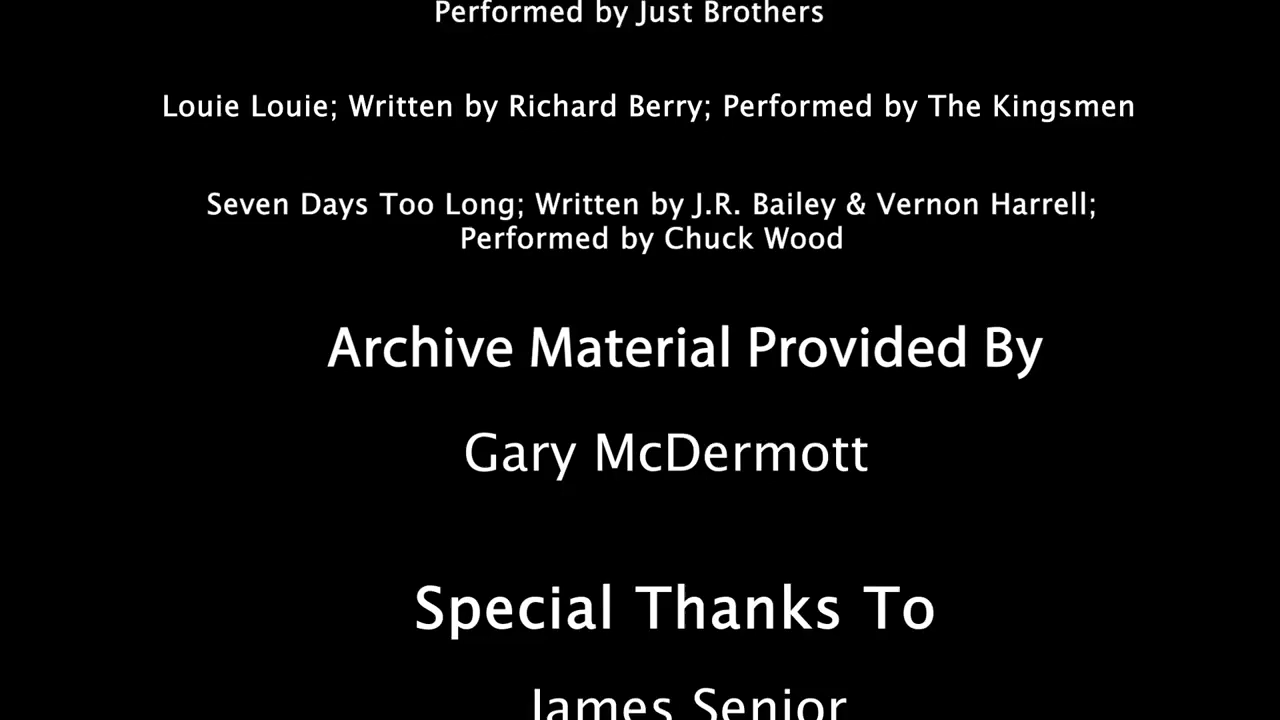 Performed by Just Brothers
Louie Louie; Written by Richard Berry; Performed by The Kingsmen
Seven Days Too Long; Written by J.R. Bailey & Vernon Harrell;
Performed by Chuck Wood
Archive Material Provided By
Gary McDermott
Special Thanks To
James Senior